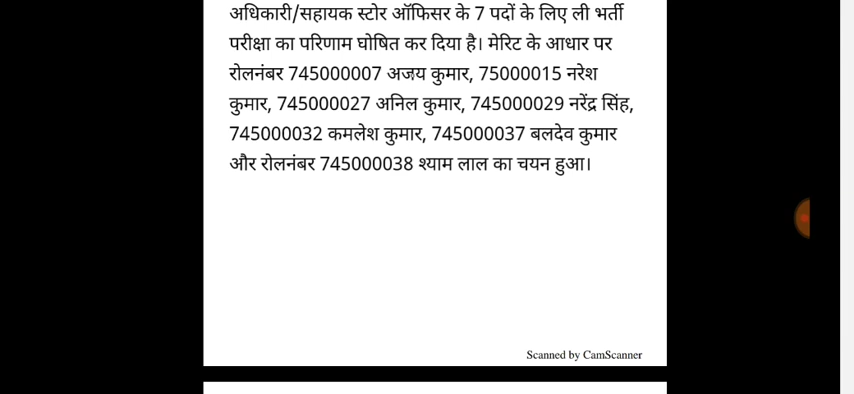 अधिकारी/सहायक स्टोर ऑफिसर के 7 पदों के लिए ली भर्ती
परीक्षा का परिणाम घोषित कर दिया है। मेरिट के आधार पर
रोलनंबर 745000007 अजय कुमार, 75000015 नरेश
कुमार, 745000027 अनिल कुमार, 745000029 नरेंद्र सिंह,
745000032 कमलेश कुमार, 745000037 बलदेव कुमार
और रोलनंबर 745000038 श्याम लाल का चयन हुआ।
Scanned by CamScanner